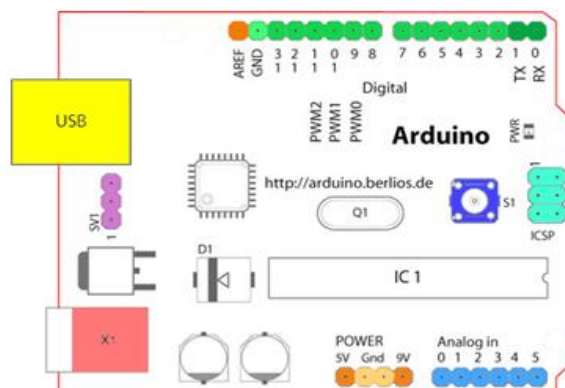 AREF GND 13 12 11 10 9 8 7 6 5 4 3 2 1 0
TX RX
Digital
PWM2 PWM1 PWM0
Arduino
PWR
USB
http://arduino.berlios.de
SV1
1
Q1
S1
1
ICSP
D1
IC 1
X1
POWER
5V Gnd 9V
Analog in
0 1 2 3 4 5